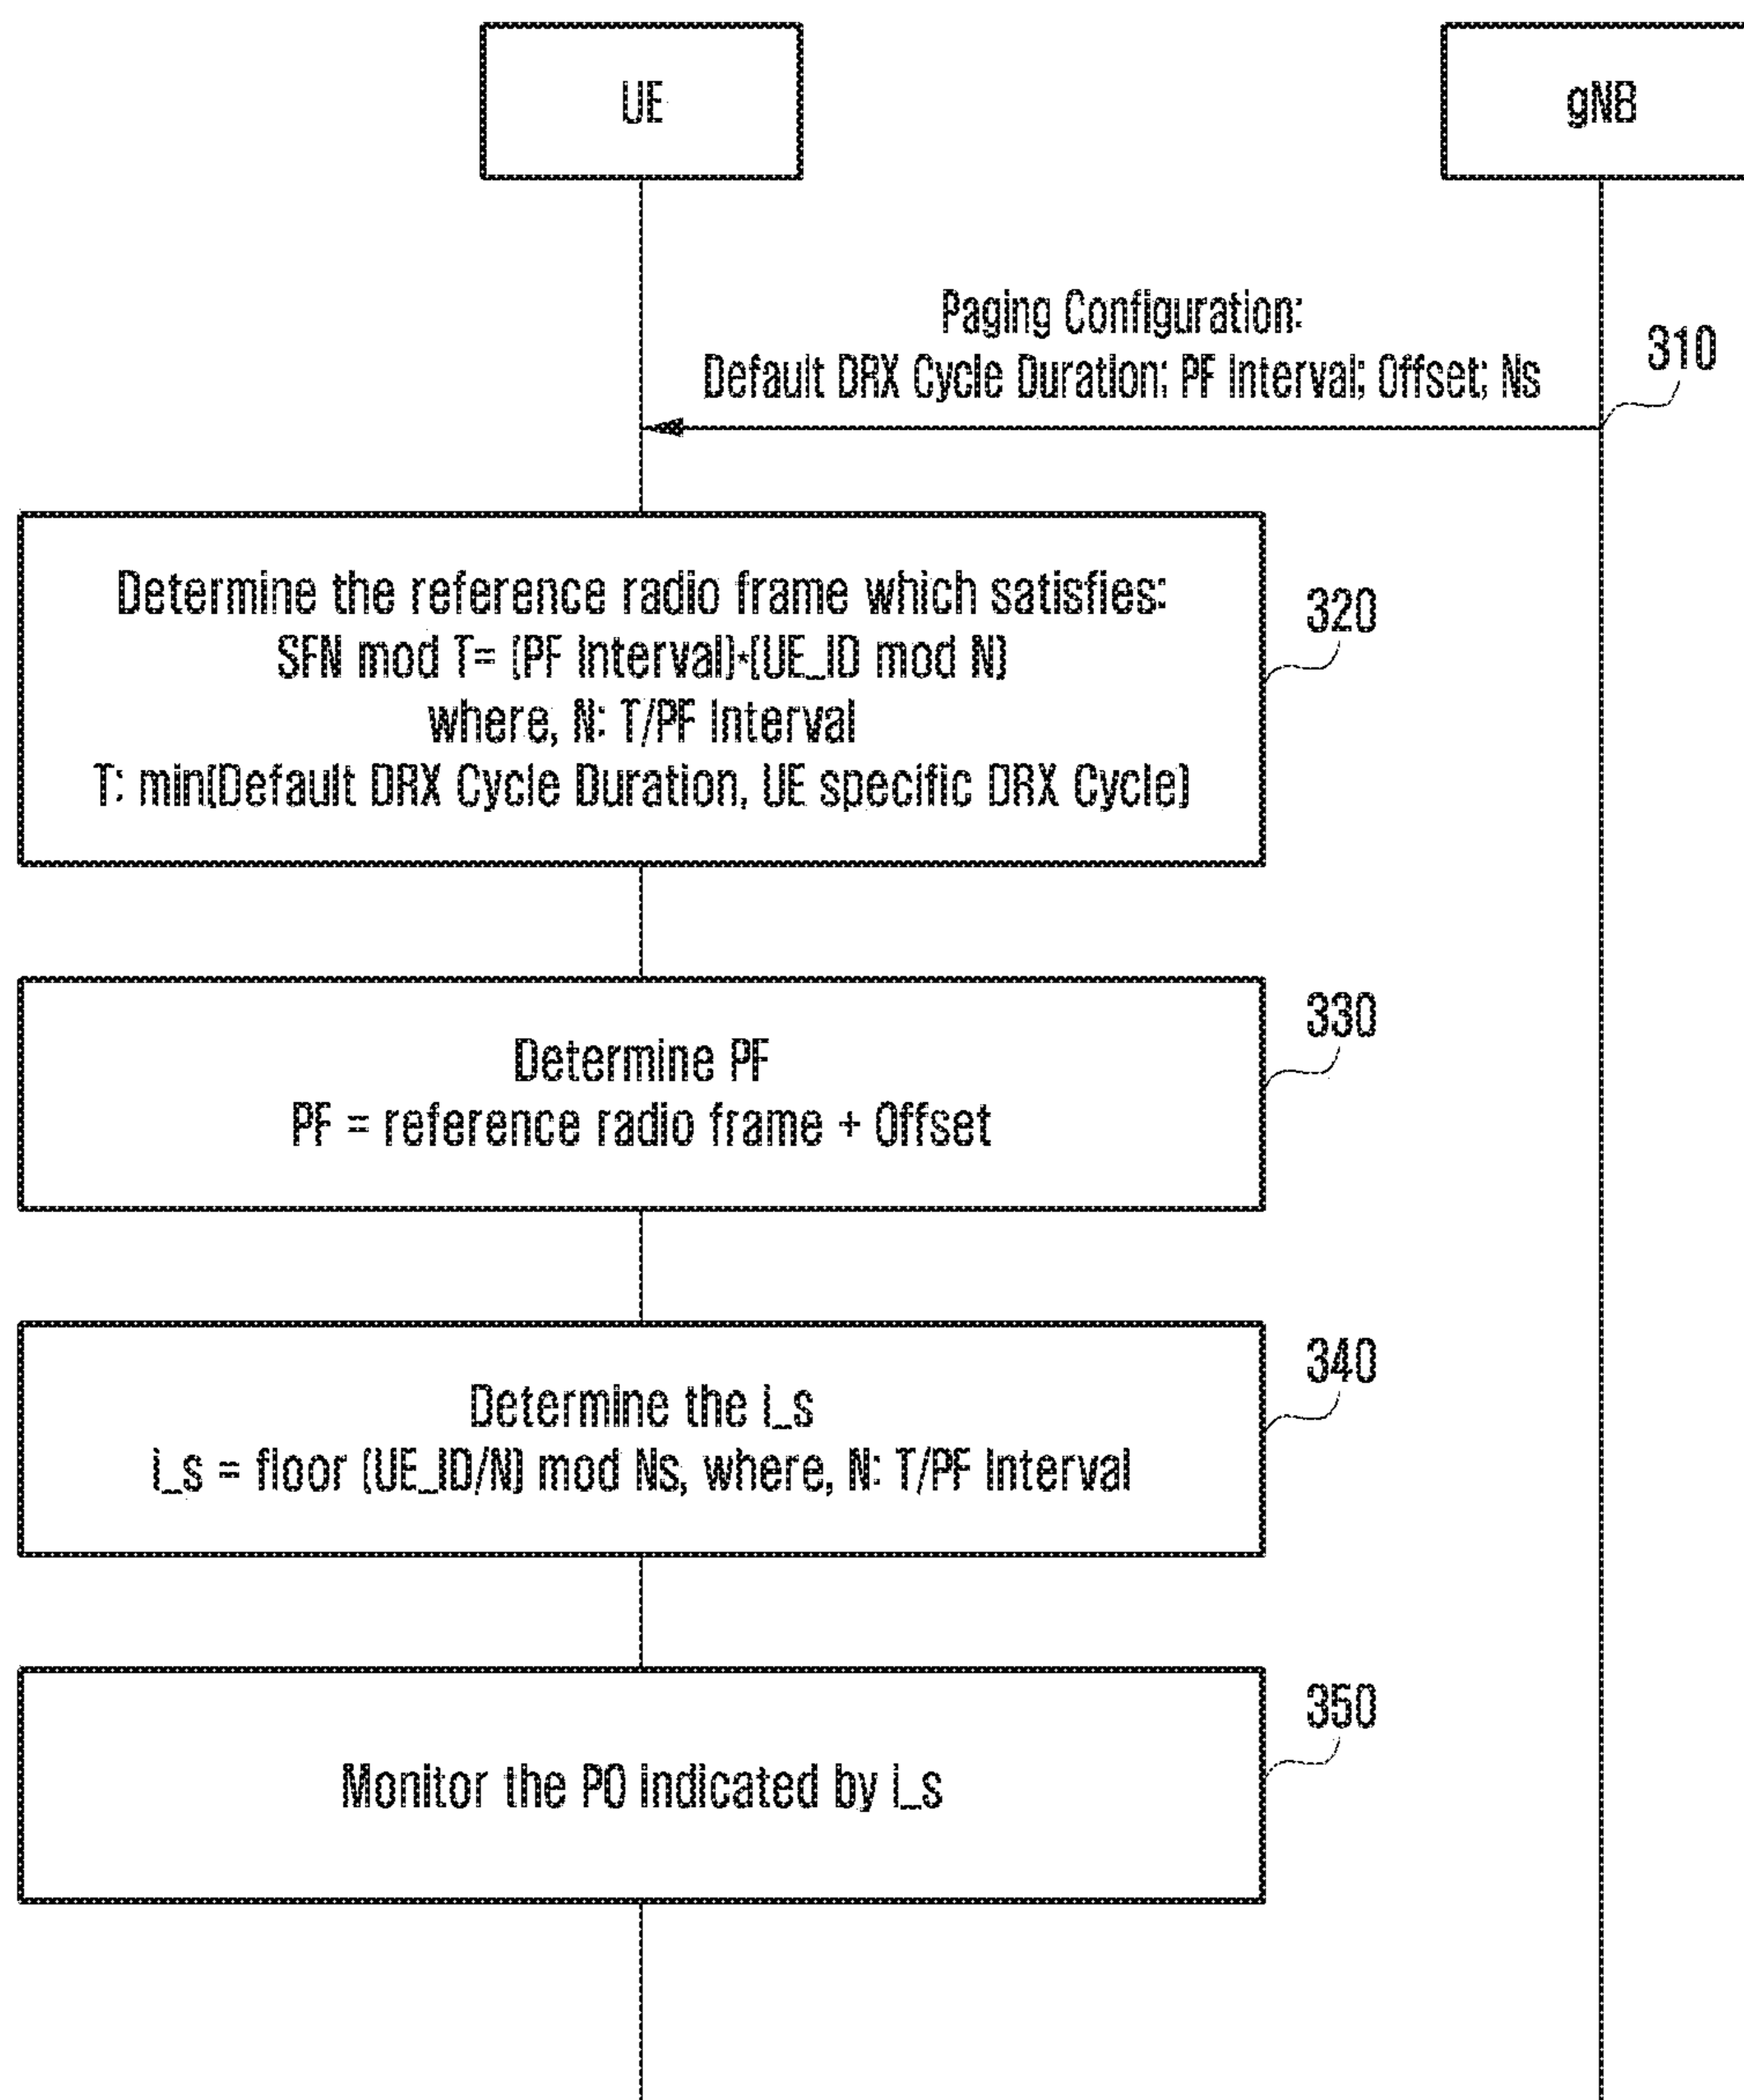 UE
gNB
Paging Configuration:
Default DRX Cycle Duration; PF Interval; Offset; Ns
310
Determine the reference radio frame which satisfies:
SFN mod T= (PF Interval)*(UE_ID mod N)
where, N: T/PF Interval
T: min(Default DRX Cycle Duration, UE specific DRX Cycle)
320
Determine PF
PF = reference radio frame + Offset
330
Determine the i_s
i_s = floor (UE_ID/N) mod Ns, where, N: T/PF Interval
340
Monitor the PO indicated by i_s
350